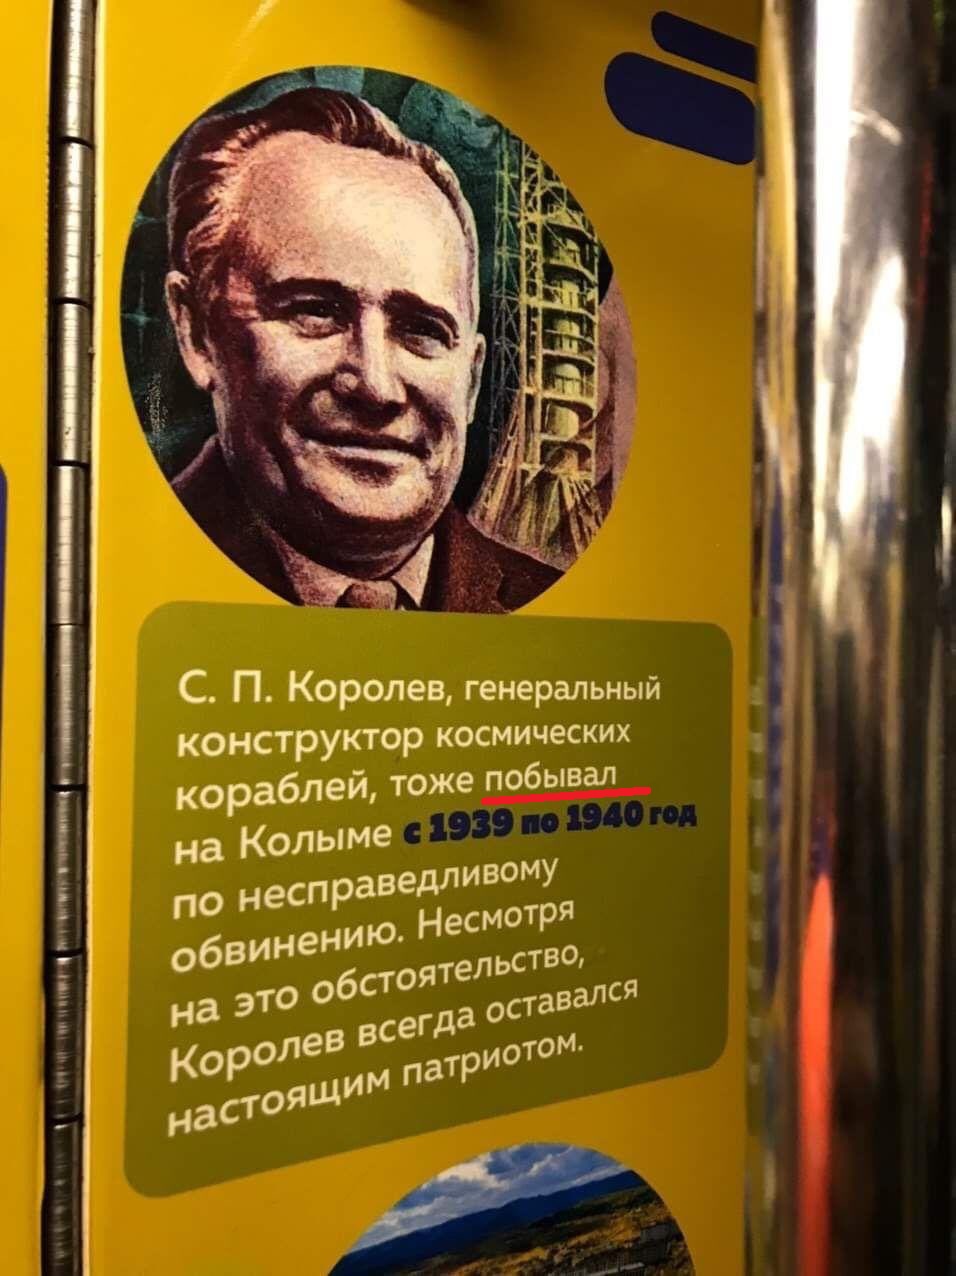 С. П. Королев, генеральный
конструктор космических
кораблей, тоже побывал
на Колыме с 1939 по 1940 год
по несправедливому
обвинению. Несмотря
на это обстоятельство,
Королев всегда оставался
настоящим патриотом.